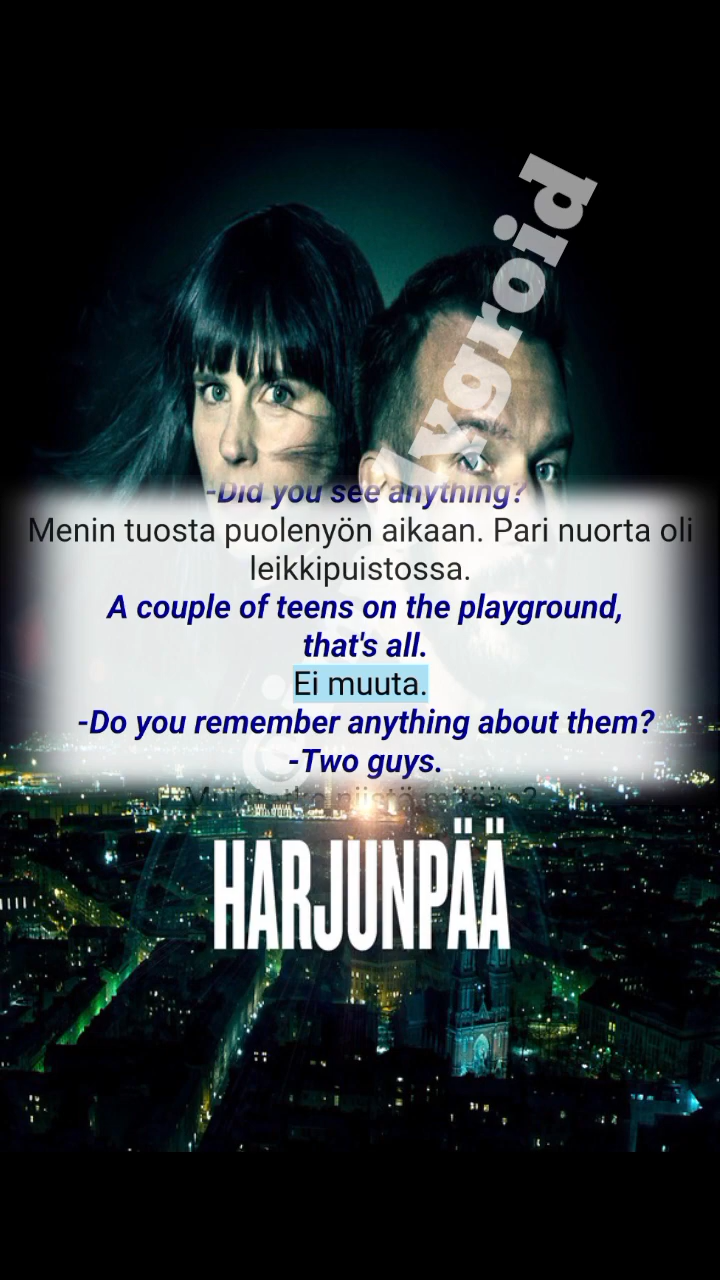 -Did you see anything?
Menin tuosta puolenyön aikaan. Pari nuorta oli
leikkipuistossa.
A couple of teens on the playground,
that's all.
Ei muuta.
-Do you remember anything about them?
-Two guys.
HARJUNPÄÄ